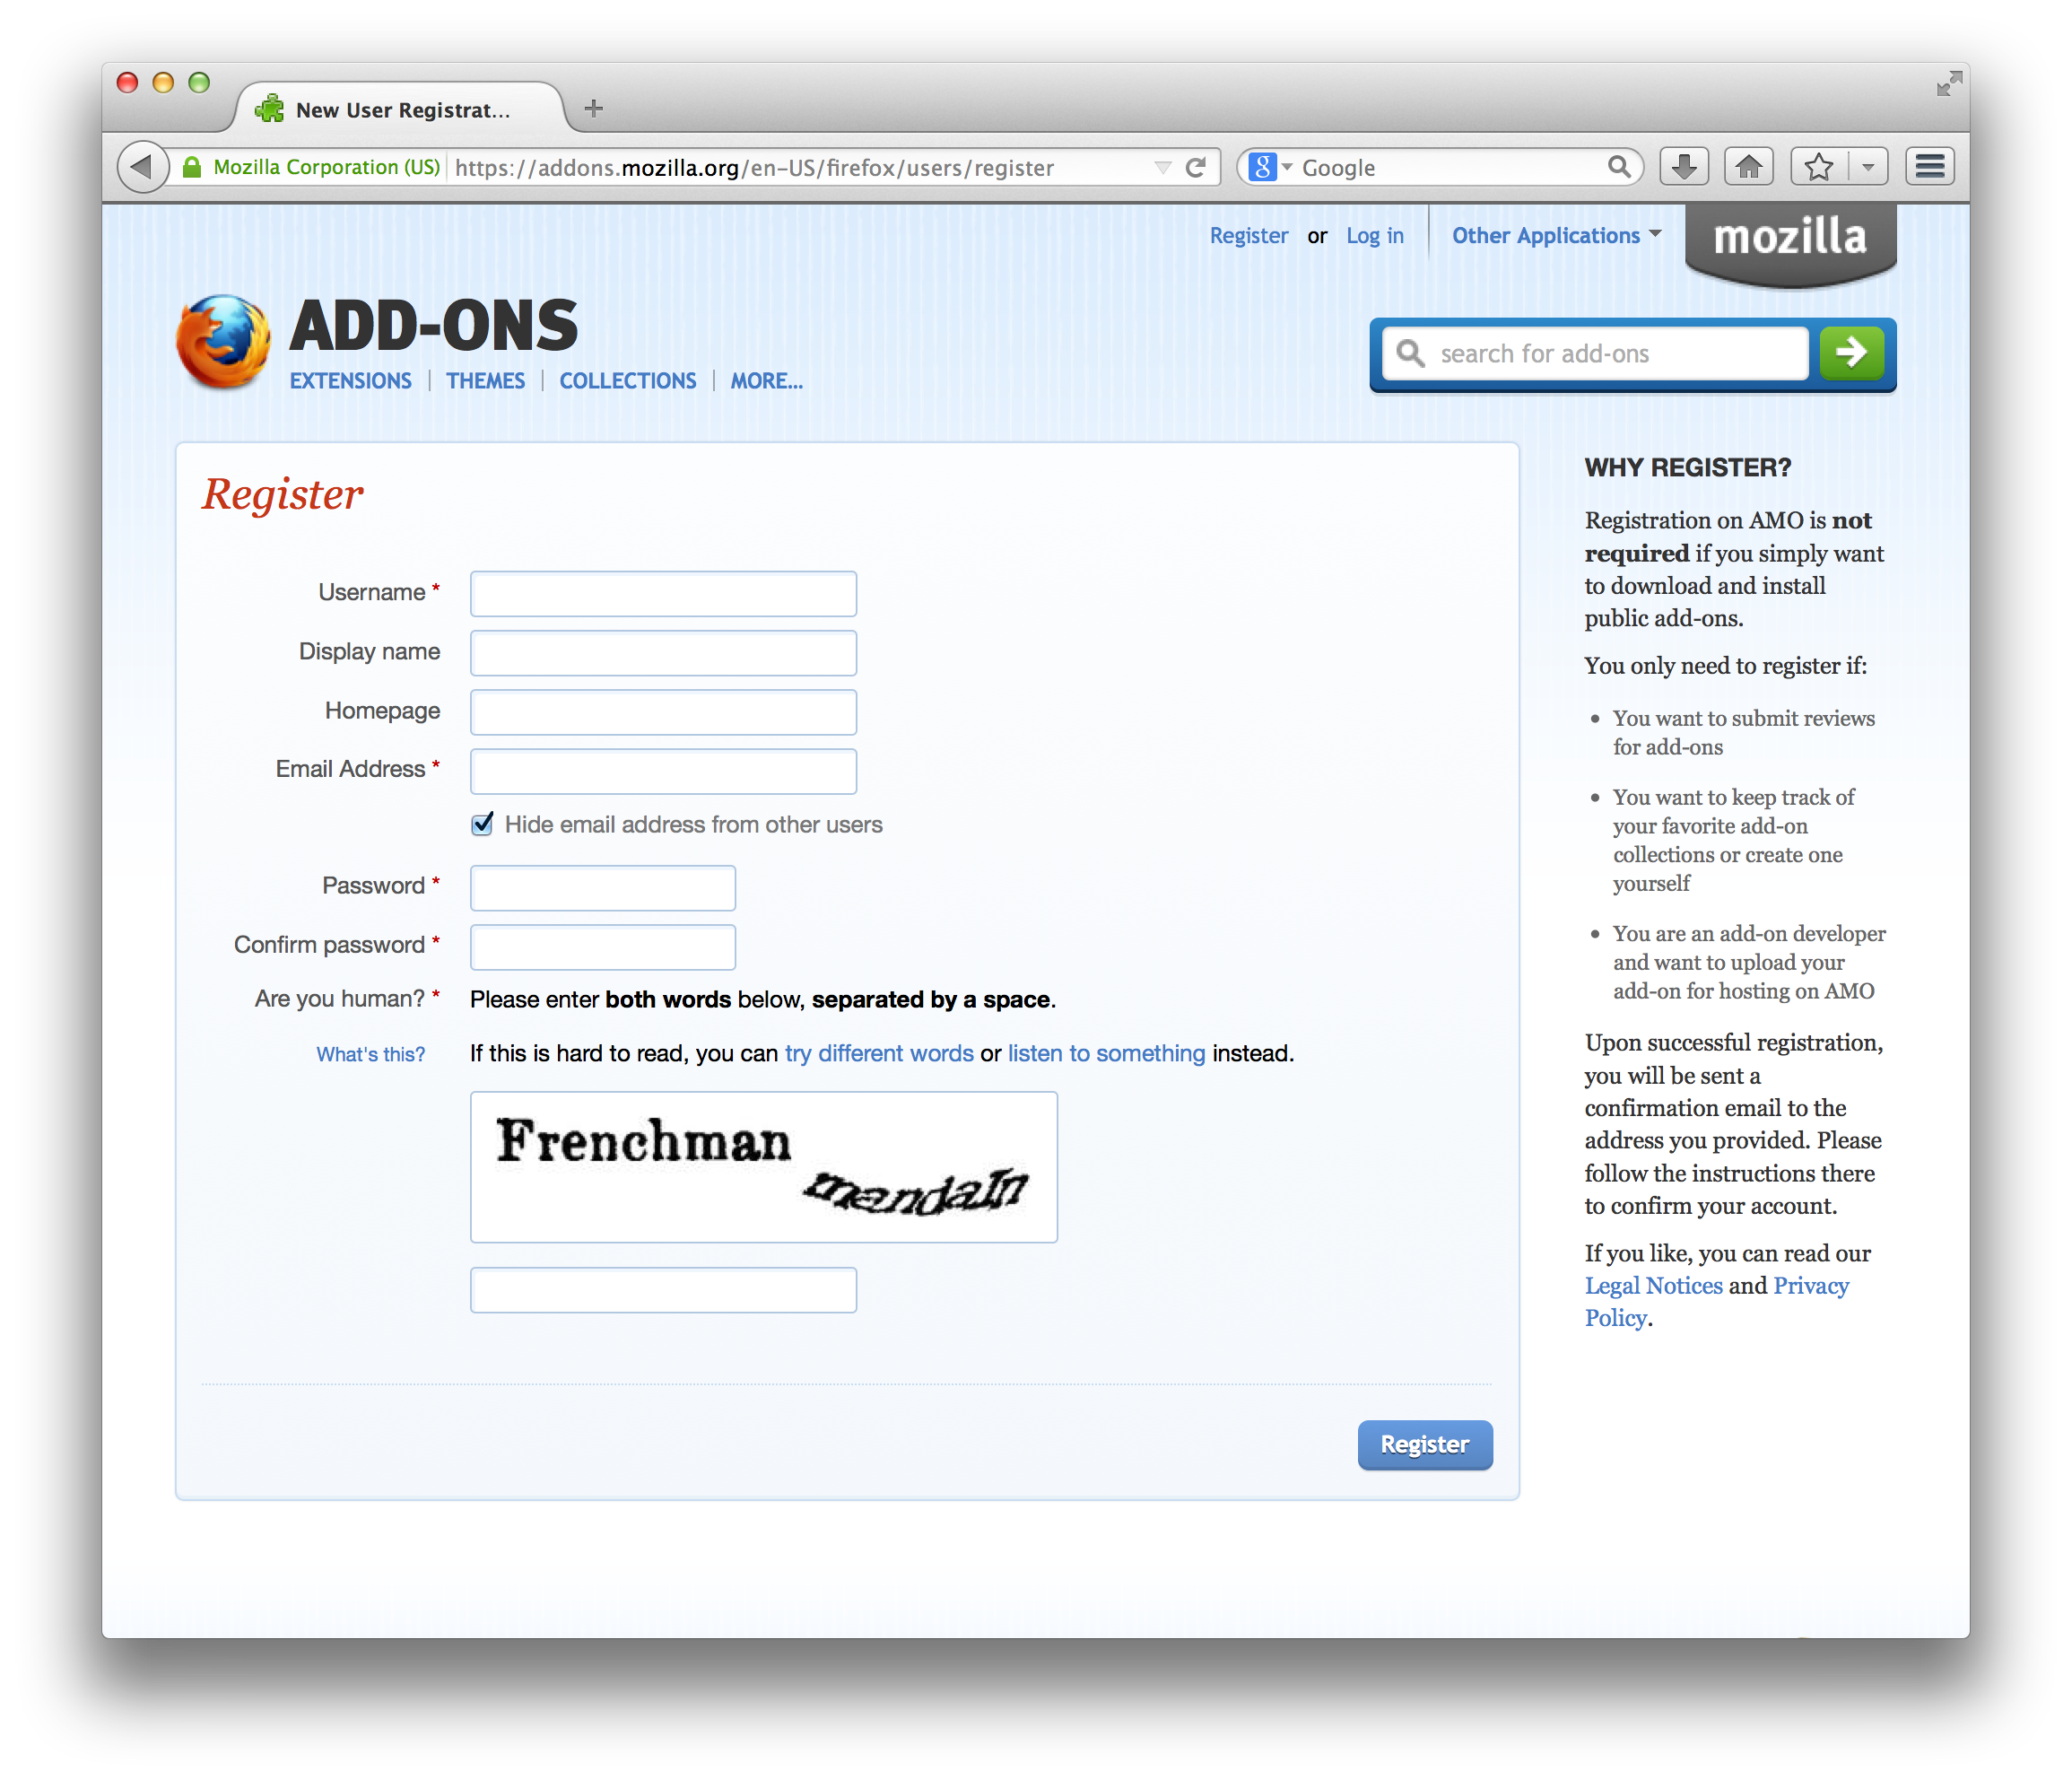 New User Registrat...
Mozilla Corporation (US) https://addons.mozilla.org/en-US/firefox/users/register
Google
Register or Log in
Other Applications
mozilla
ADD-ONS
EXTENSIONS THEMES COLLECTIONS MORE...
search for add-ons
Register
Username *
Display name
Homepage
Email Address *
Hide email address from other users
Password *
Confirm password *
Are you human? * Please enter both words below, separated by a space.
What's this? If this is hard to read, you can try different words or listen to something instead.
Frenchman
mendaln
Register
WHY REGISTER?
Registration on AMO is not
required if you simply want
to download and install
public add-ons.
You only need to register if:
• You want to submit reviews
for add-ons
• You want to keep track of
your favorite add-on
collections or create one
yourself
• You are an add-on developer
and want to upload your
add-on for hosting on AMO
Upon successful registration,
you will be sent a
confirmation email to the
address you provided. Please
follow the instructions there
to confirm your account.
If you like, you can read our
Legal Notices and Privacy
Policy.